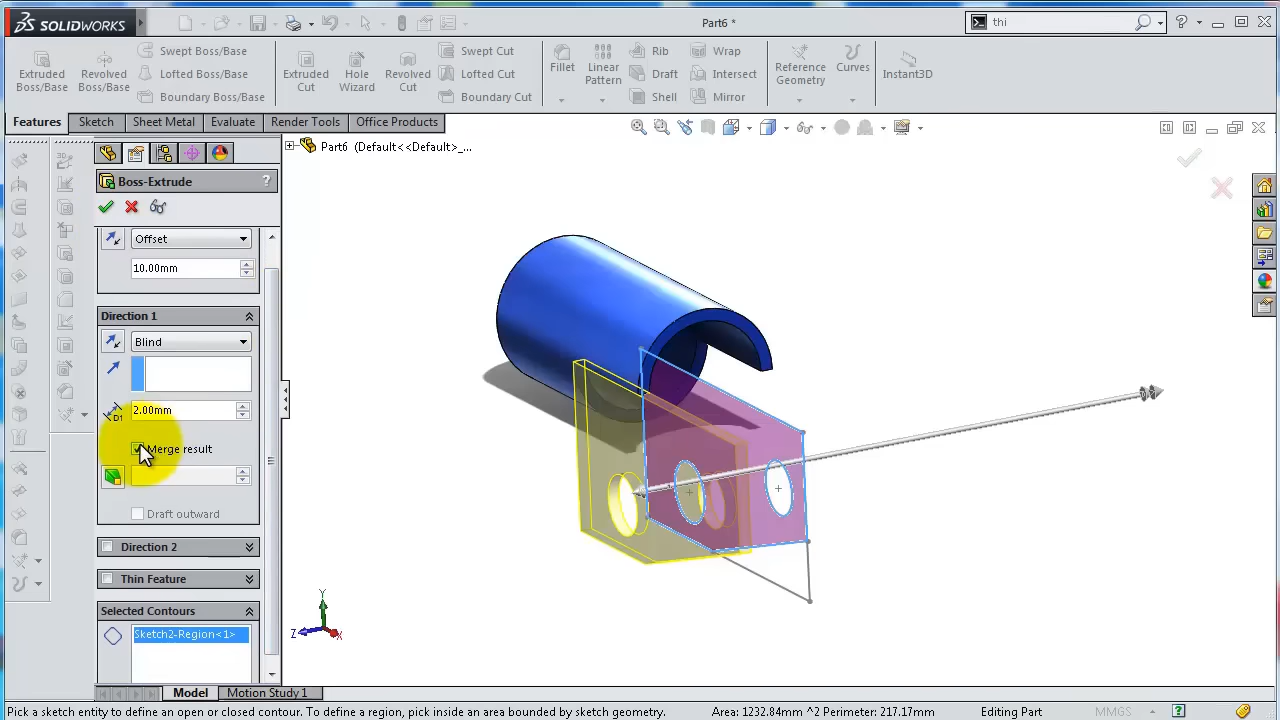 SOLIDWORKS
Part6 *
thi
Extruded Boss/Base
Revolved Boss/Base
Swept Boss/Base
Lofted Boss/Base
Boundary Boss/Base
Extruded Cut
Hole Wizard
Revolved Cut
Swept Cut
Lofted Cut
Boundary Cut
Fillet
Linear Pattern
Rib
Draft
Shell
Wrap
Intersect
Mirror
Reference Geometry
Curves
Instant3D
Features Sketch Sheet Metal Evaluate Render Tools Office Products
Part6 (Default<<Default>_...
Boss-Extrude ?
Offset
10.00mm
Direction 1
Blind
D1 2.00mm
Merge result
Draft outward
Direction 2
Thin Feature
Selected Contours
Sketch2-Region<1>
Y
Z X
Model Motion Study 1
Pick a sketch entity to define an open or closed contour. To define a region, pick inside an area bounded by sketch geometry. Area: 1232.84mm ^2 Perimeter: 217.17mm Editing Part MMGS ?